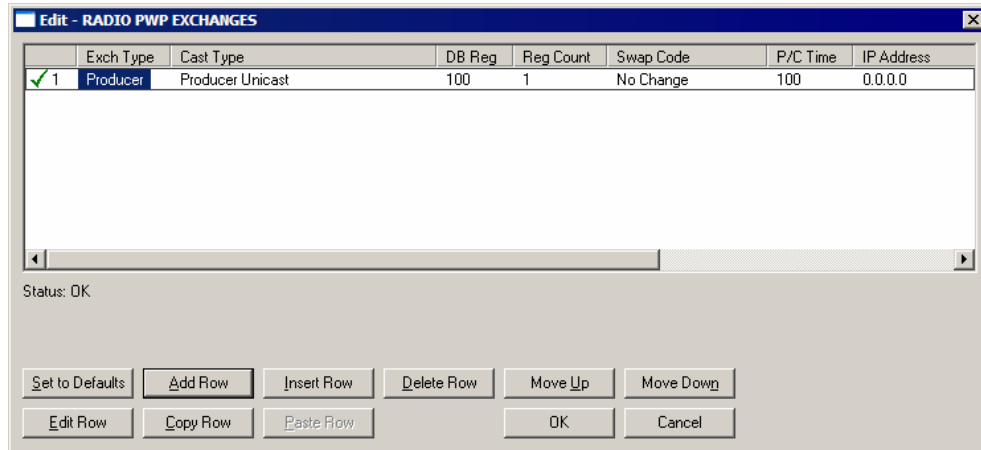 Edit - RADIO PWP EXCHANGES
Exch Type Cast Type DB Reg Reg Count Swap Code P/C Time IP Address
1 Producer Producer Unicast 100 1 No Change 100 0.0.0.0
Status: OK
Set to Defaults Add Row Insert Row Delete Row Move Up Move Down
Edit Row Copy Row Paste Row OK Cancel